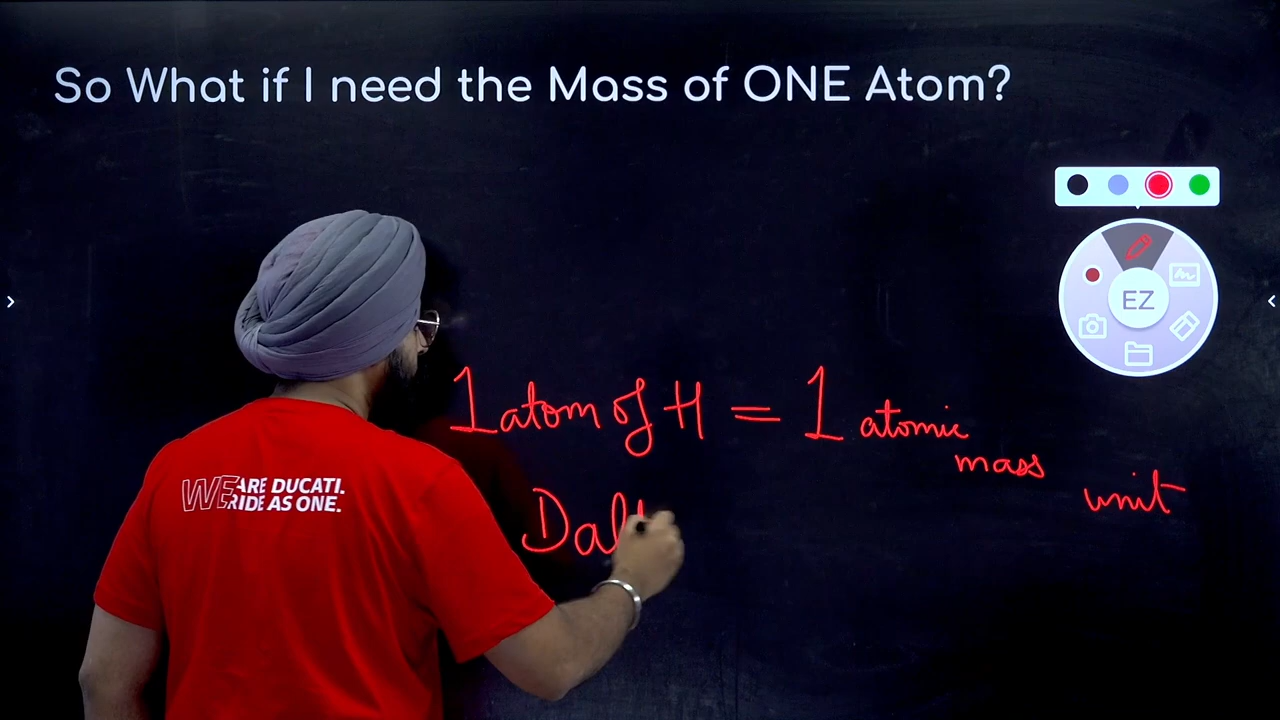 So What if I need the Mass of ONE Atom?
EZ
1 atom of H = 1 atomic mass unit
WE ARE DUCATI.
RIDE AS ONE.